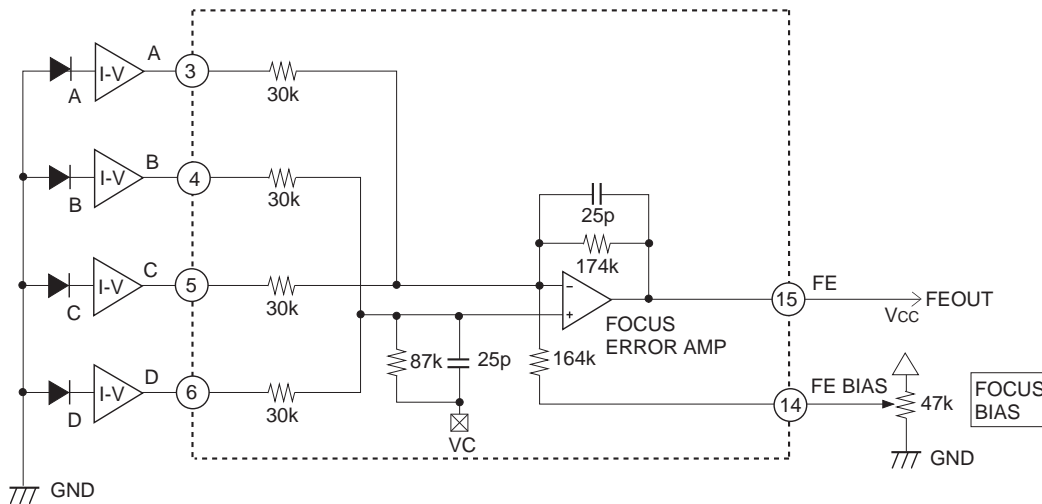 A
I-V
3
30k
A
B
I-V
4
30k
B
25p
174k
C
I-V
5
30k
C
−
+
FOCUS
ERROR AMP
15
FE
FEOUT
VCC
87k
25p
164k
D
I-V
6
30k
D
VC
14
FE BIAS
47k
FOCUS
BIAS
GND
GND